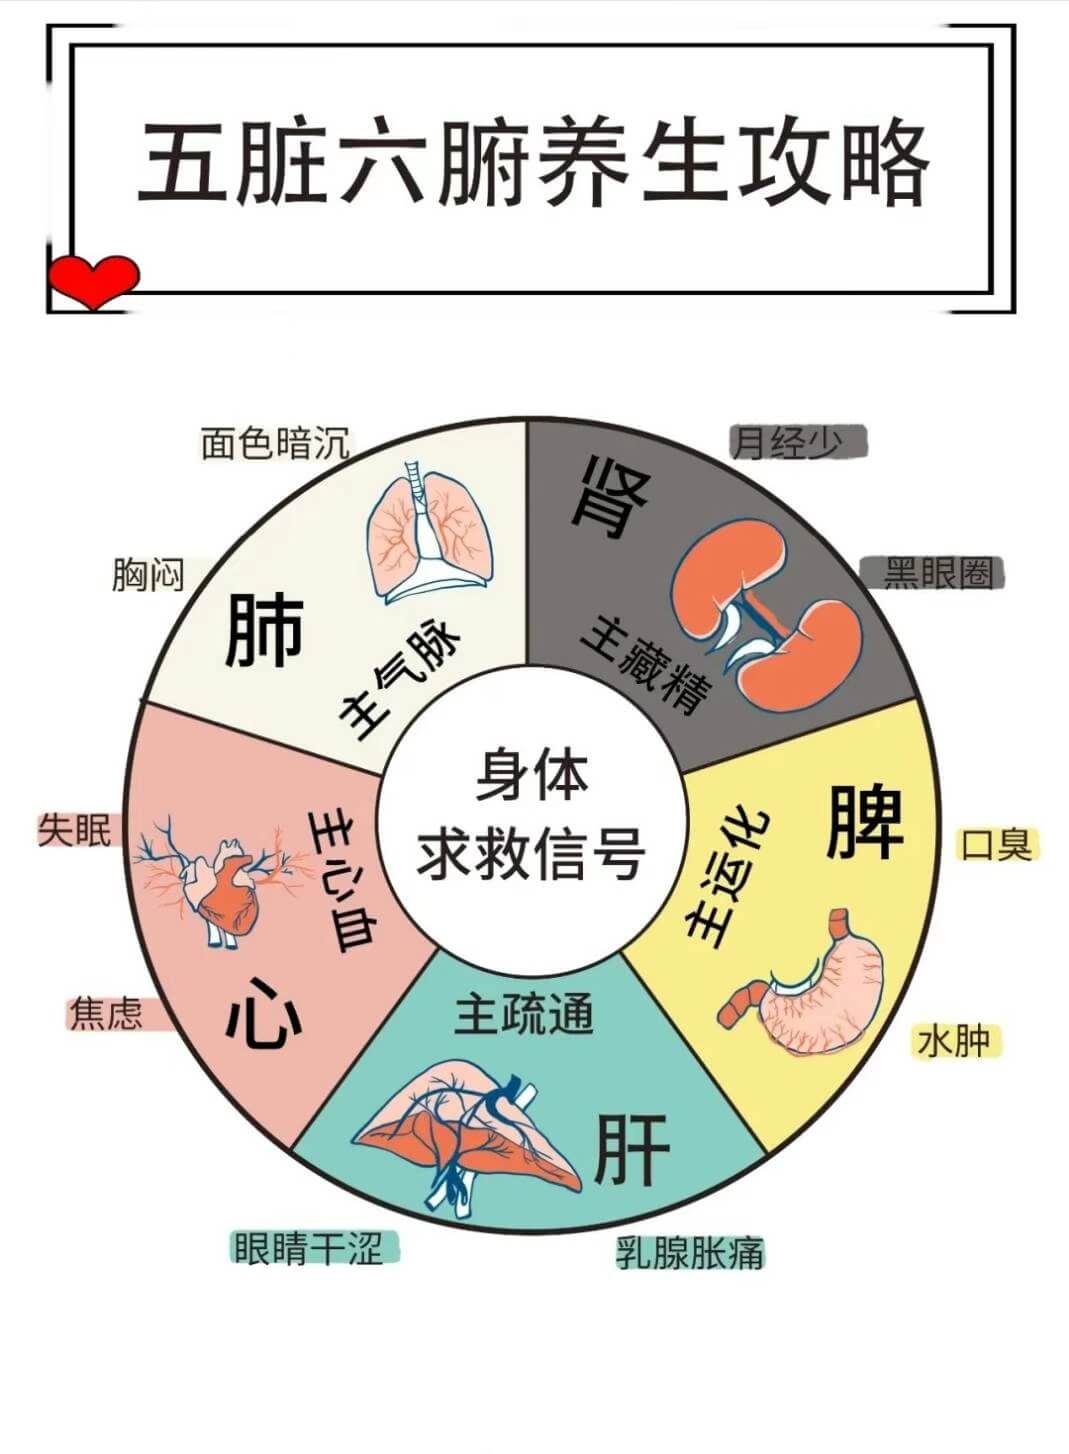 五脏六腑养生攻略
面色暗沉
月经少
肾
胸闷
黑眼圈
肺
主气脉
主藏精
身体
求救信号
失眠
主心血
脾
主运化
口臭
焦虑
心
主疏通
水肿
肝
眼睛干涩
乳腺胀痛